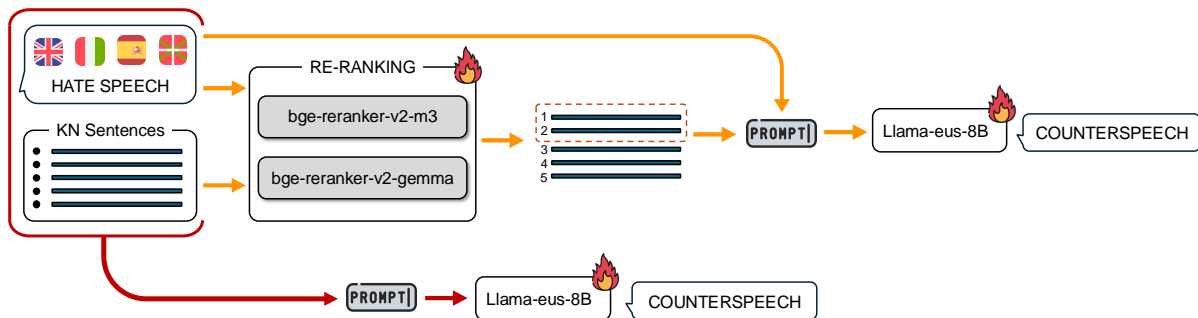 HATE SPEECH
KN Sentences
RE-RANKING
bge-reranker-v2-m3
bge-reranker-v2-gemma
1
2
3
4
5
PROMPT
Llama-eus-8B
COUNTERSPEECH
PROMPT
Llama-eus-8B
COUNTERSPEECH